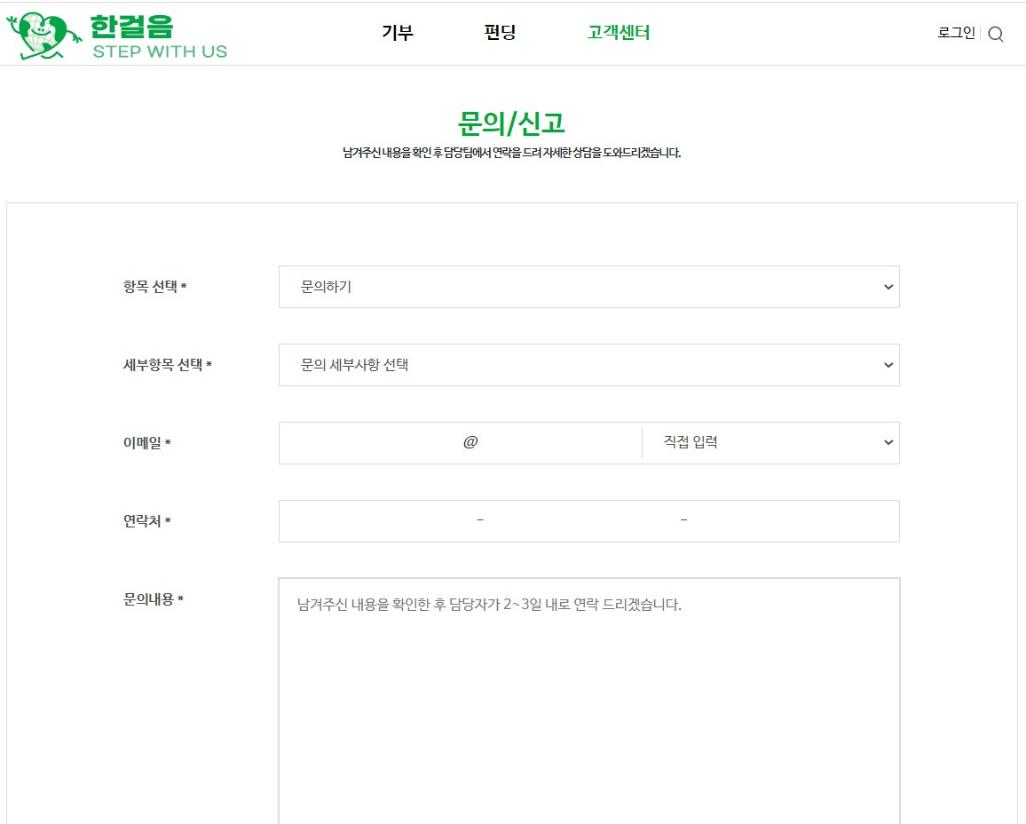 한걸음
STEP WITH US
기부 펀딩 고객센터 로그인
문의/신고
남겨주신 내용을 확인 후 담당팀에서 연락을 드려 자세한 상담을 도와드리겠습니다.
항목 선택 * 문의하기
세부항목 선택 * 문의 세부사항 선택
이메일 * @ 직접 입력
연락처 * - -
문의내용 * 남겨주신 내용을 확인한 후 담당자가 2~3일 내로 연락 드리겠습니다.